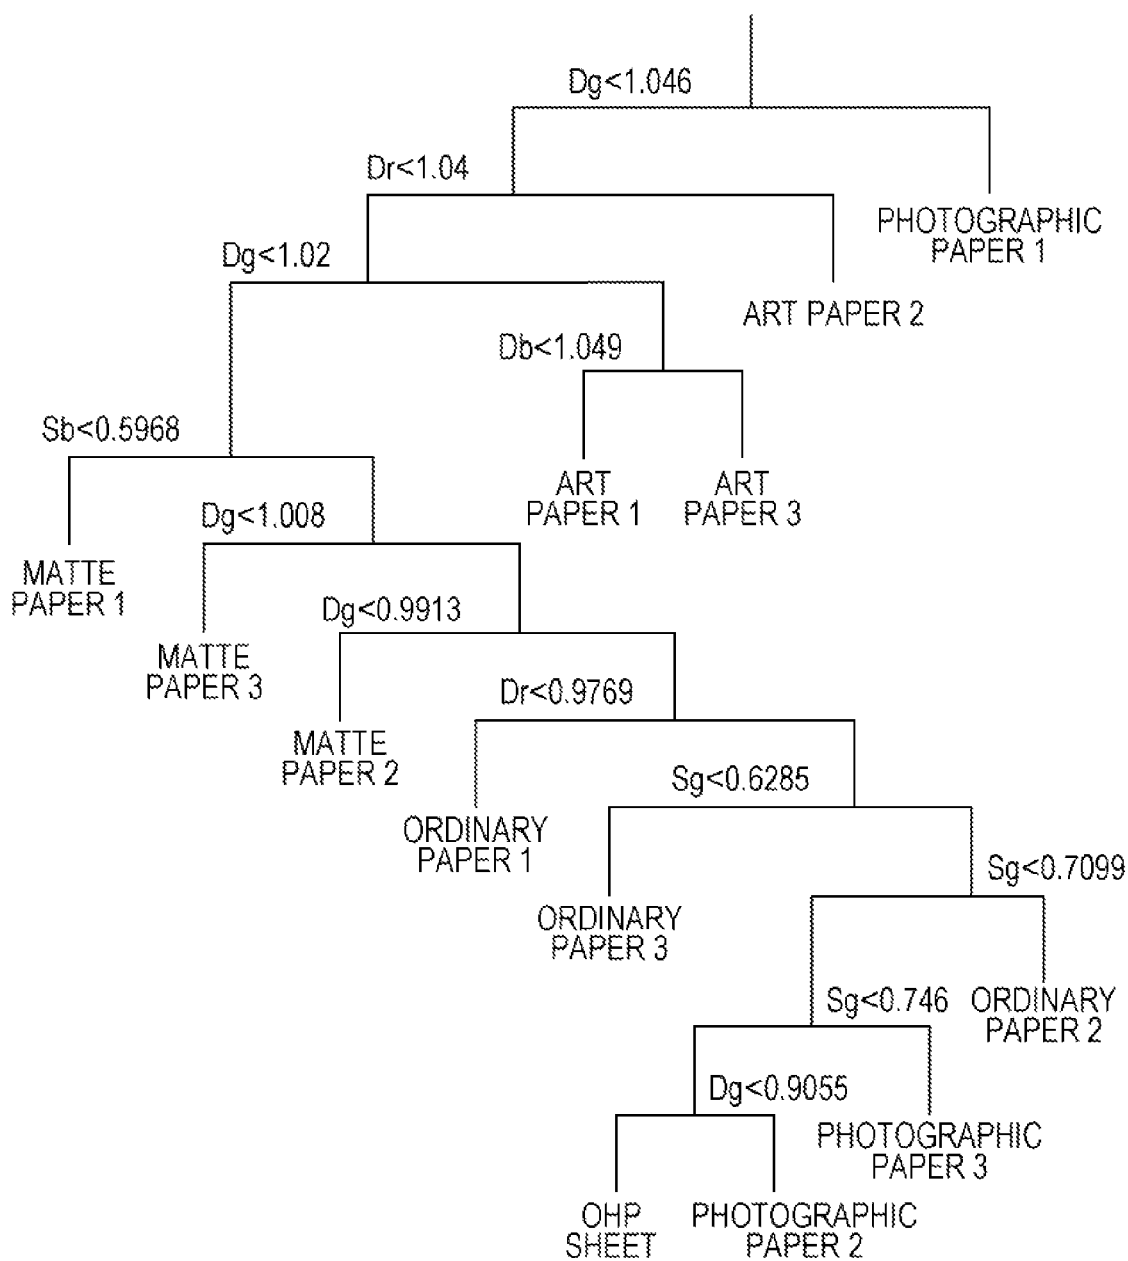 Dg<1.046
Dr<1.04
PHOTOGRAPHIC
PAPER 1
Dg<1.02
ART PAPER 2
Db<1.049
Sb<0.5968
ART
PAPER 1
ART
PAPER 3
Dg<1.008
MATTE
PAPER 1
Dg<0.9913
MATTE
PAPER 3
Dr<0.9769
MATTE
PAPER 2
Sg<0.6285
ORDINARY
PAPER 1
Sg<0.7099
ORDINARY
PAPER 3
Sg<0.746
ORDINARY
PAPER 2
Dg<0.9055
PHOTOGRAPHIC
PAPER 3
OHP
SHEET
PHOTOGRAPHIC
PAPER 2